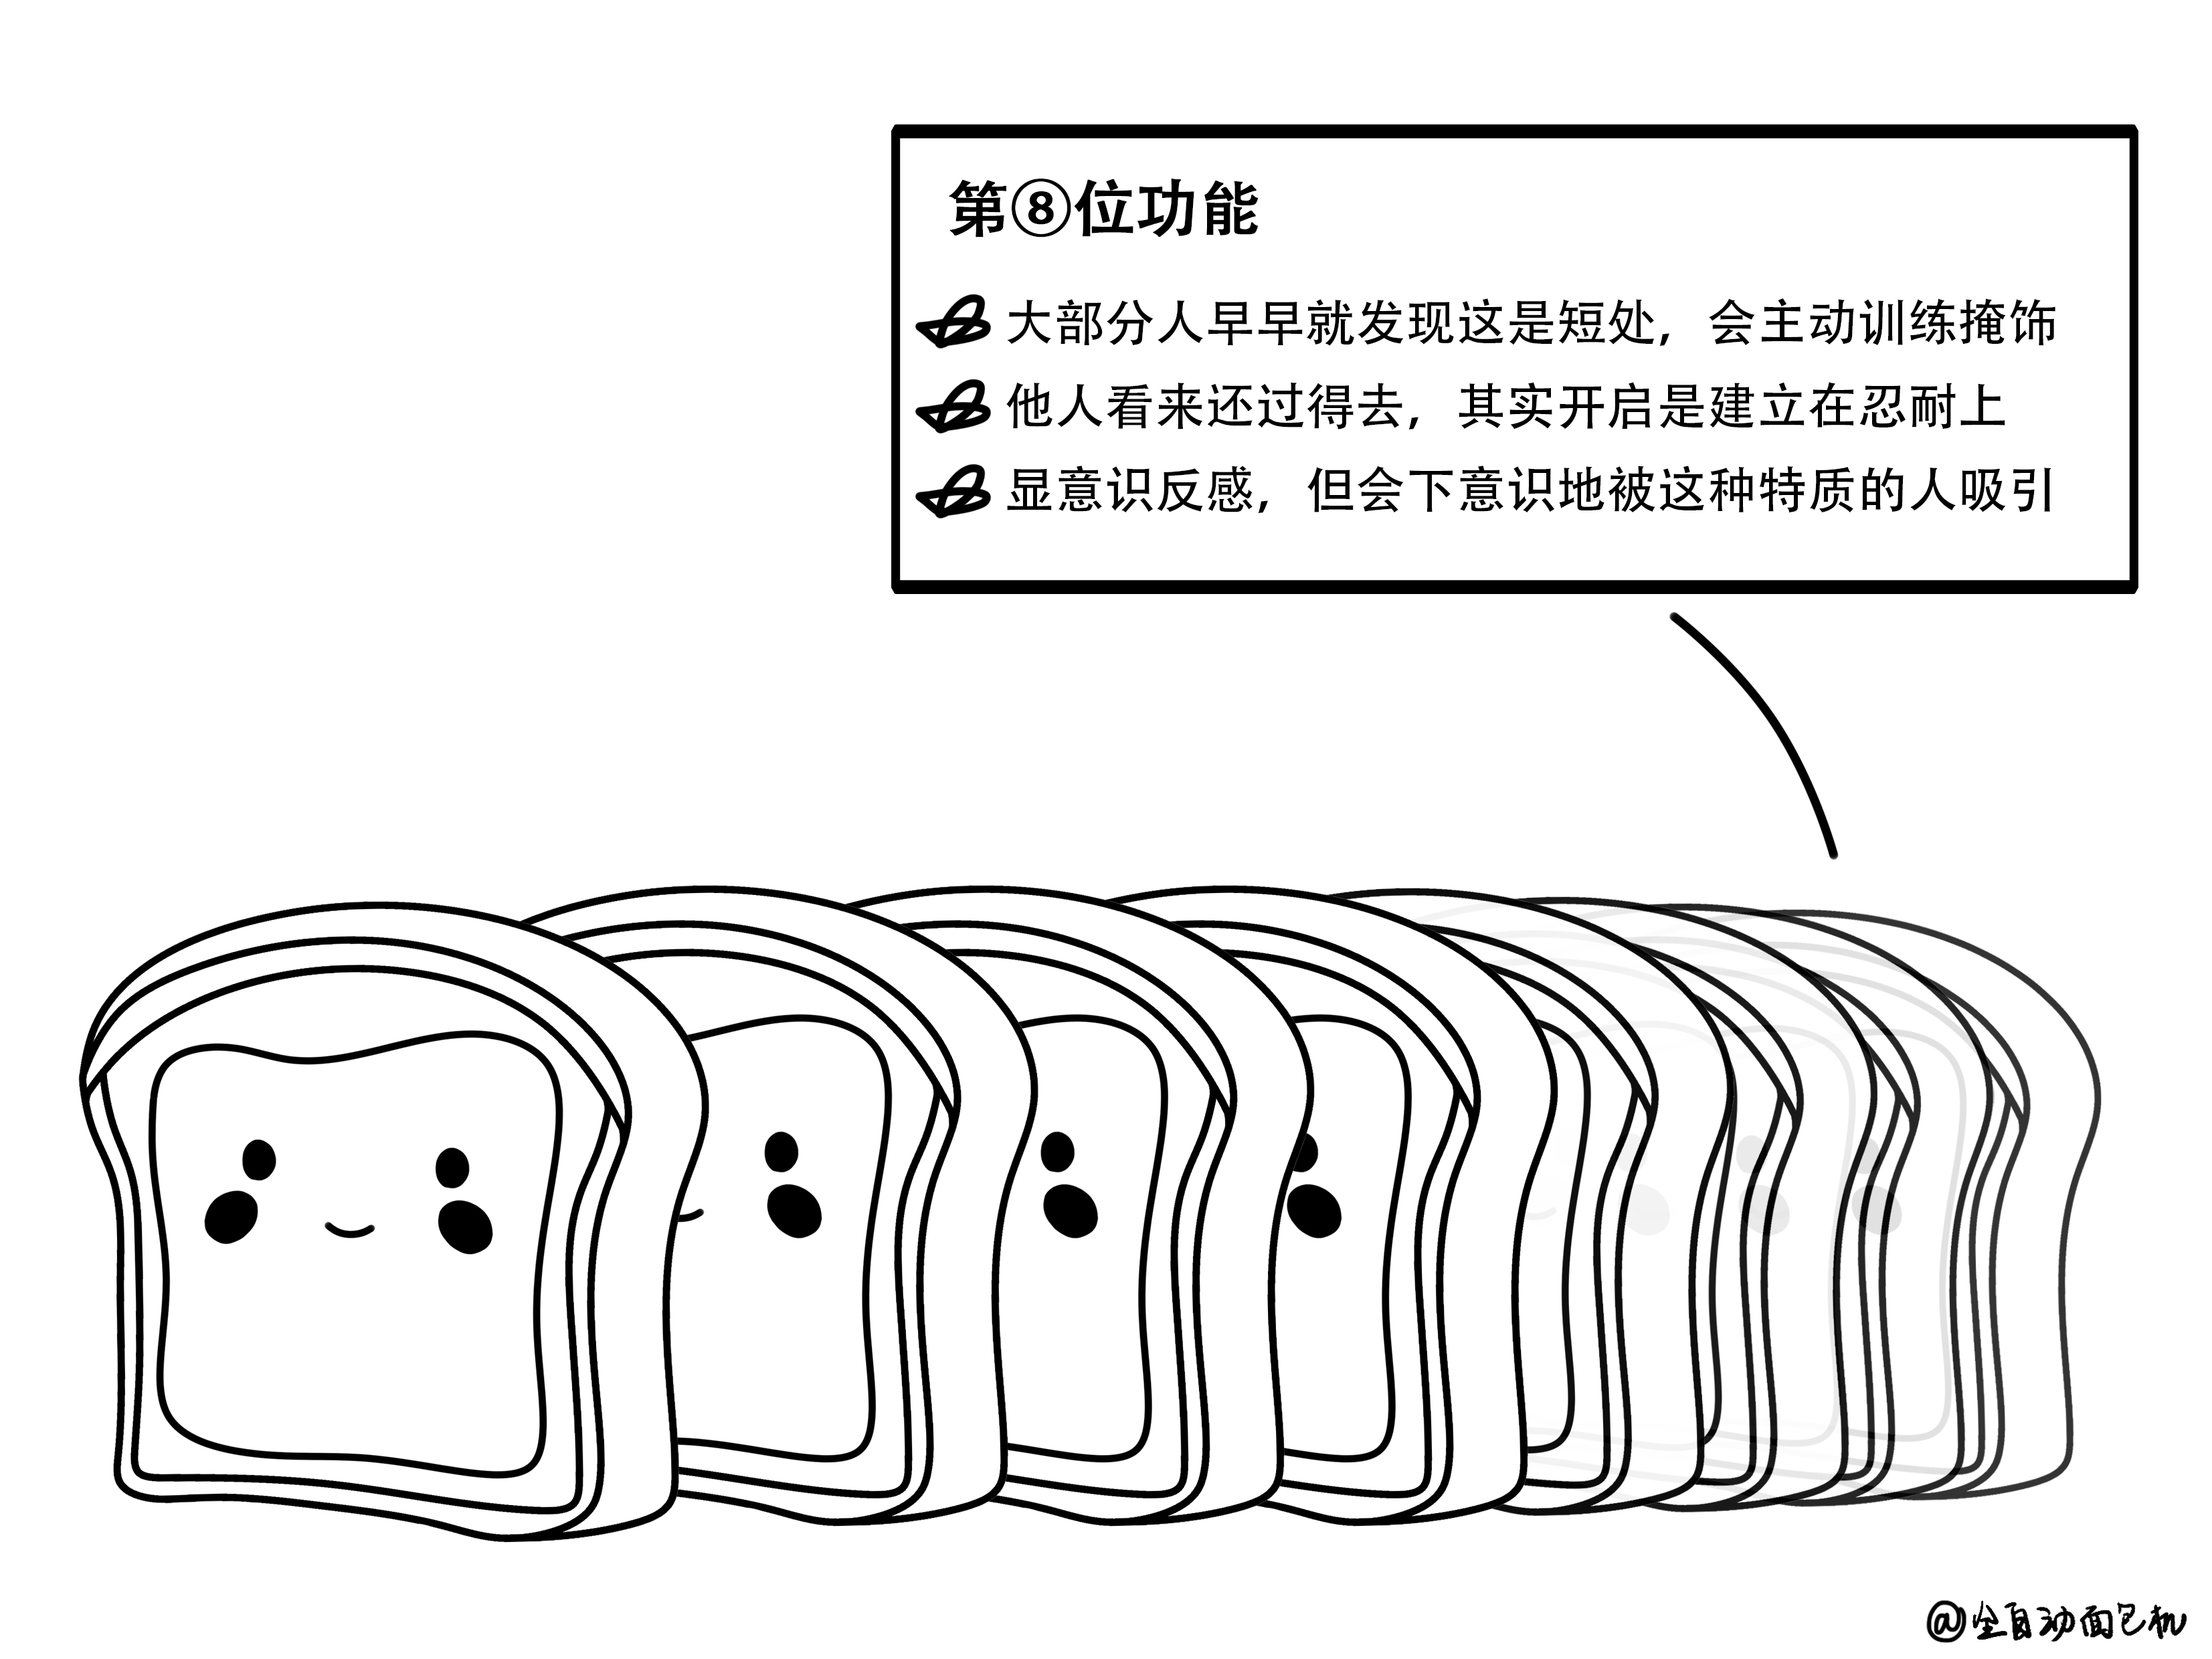 第⑧位功能
大部分人早早就发现这是短处，会主动训练掩饰
他人看来还过得去，其实开启是建立在忍耐上
显意识反感，但会下意识地被这种特质的人吸引
@全自动面包机